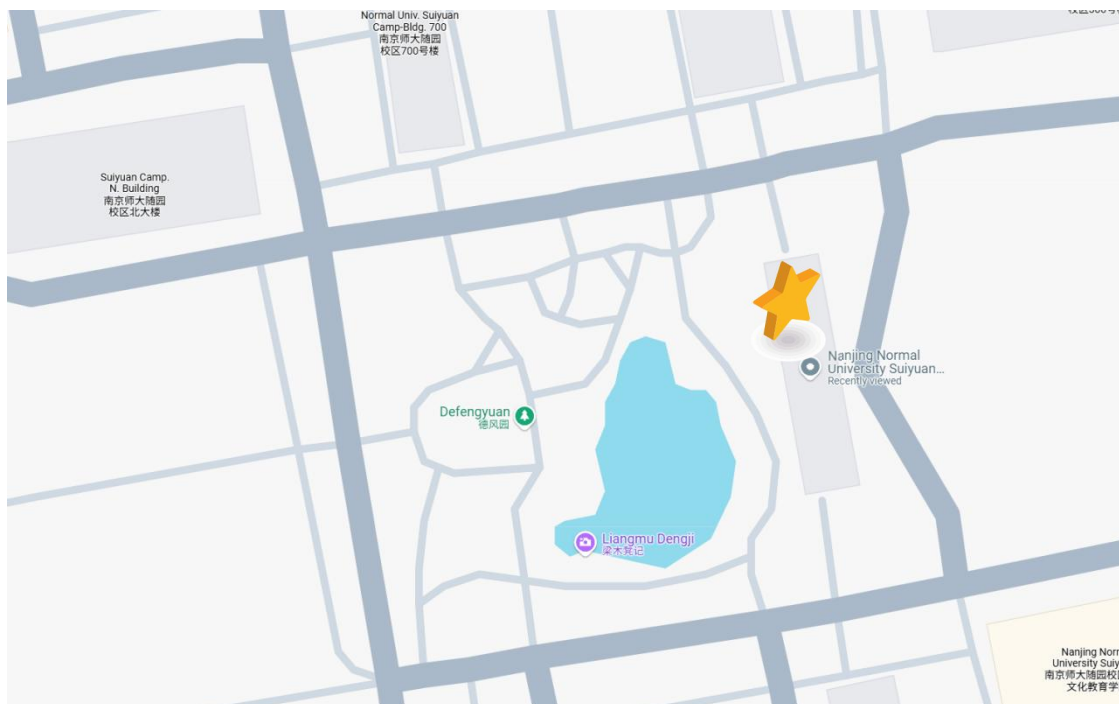 Normal Univ. Suiyuan
Camp-Bldg. 700
南京师大随园
校区700号楼
Suiyuan Camp.
N. Building
南京师大随园
校区北大楼
Nanjing Normal
University Suiyuan...
Recently viewed
Defengyuan
德风园
Liangmu Dengji
梁木凳记
Nanjing Norr
University Suiy
南京师大随园校
文化教育学